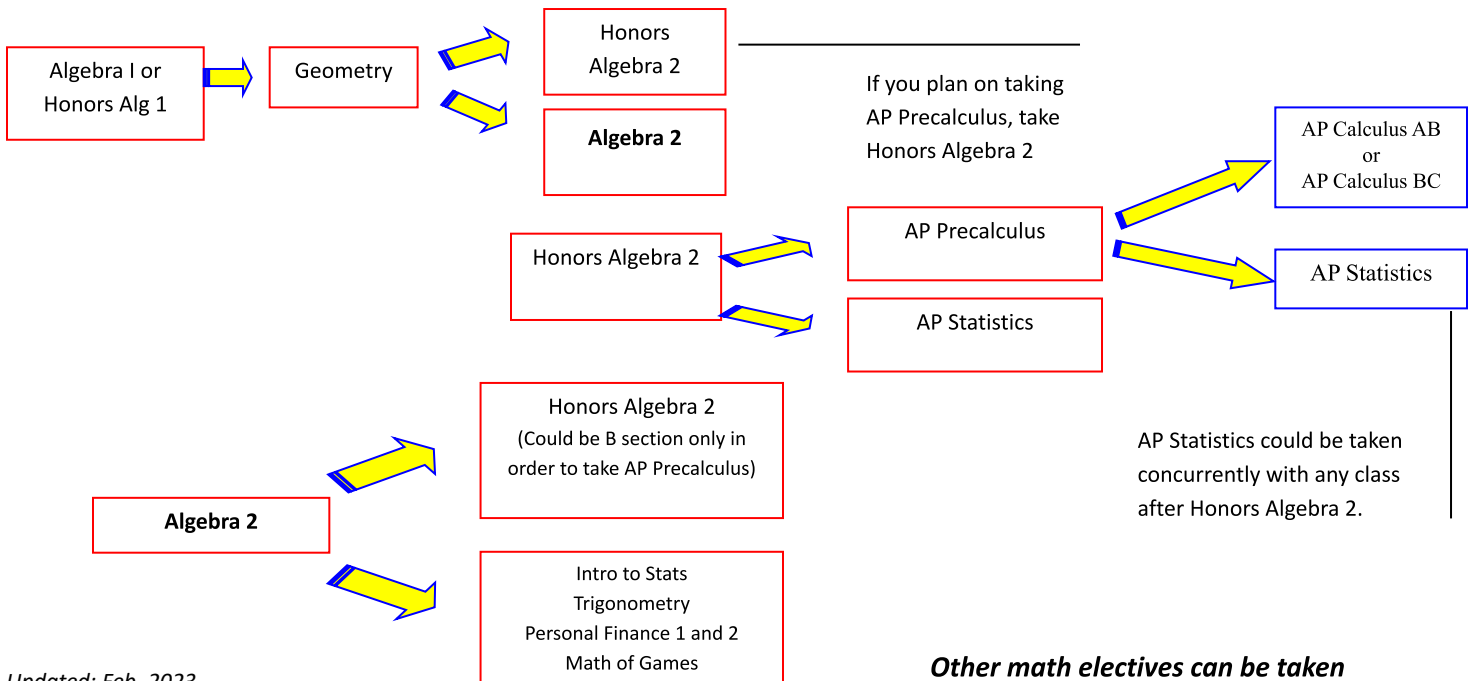 Algebra I or
Honors Alg 1
Geometry
Honors
Algebra 2
Algebra 2
If you plan on taking
AP Precalculus, take
Honors Algebra 2
AP Calculus AB
or
AP Calculus BC
Honors Algebra 2
AP Precalculus
AP Statistics
AP Statistics
Algebra 2
Honors Algebra 2
(Could be B section only in
order to take AP Precalculus)
AP Statistics could be taken
concurrently with any class
after Honors Algebra 2.
Intro to Stats
Trigonometry
Personal Finance 1 and 2
Math of Games
Updated: Feb. 2023
Other math electives can be taken